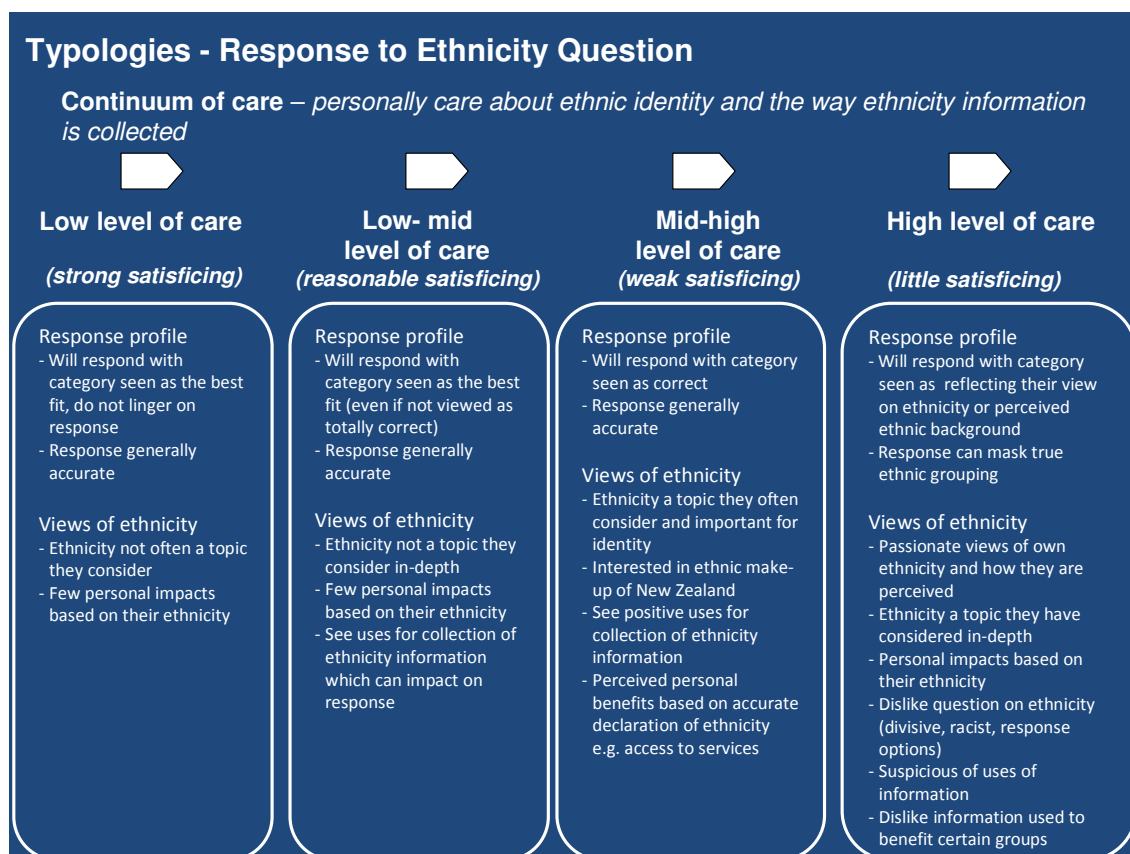 Typologies - Response to Ethnicity Question
Continuum of care – personally care about ethnic identity and the way ethnicity information
is collected
Low level of care
(strong satisficing)
Low- mid
level of care
(reasonable satisficing)
Mid-high
level of care
(weak satisficing)
High level of care
(little satisficing)
Response profile
- Will respond with
category seen as the best
fit, do not linger on
response
- Response generally
accurate
Views of ethnicity
- Ethnicity not often a topic
they consider
- Few personal impacts
based on their ethnicity
Response profile
- Will respond with
category seen as the best
fit (even if not viewed as
totally correct)
- Response generally
accurate
Views of ethnicity
- Ethnicity not a topic they
consider in-depth
- Few personal impacts
based on their ethnicity
- See uses for collection of
ethnicity information
which can impact on
response
Response profile
- Will respond with category
seen as correct
- Response generally
accurate
Views of ethnicity
- Ethnicity a topic they often
consider and important for
identity
- Interested in ethnic make-
up of New Zealand
- See positive uses for
collection of ethnicity
information
- Perceived personal
benefits based on accurate
declaration of ethnicity
e.g. access to services
Response profile
- Will respond with category
seen as reflecting their view
on ethnicity or perceived
ethnic background
- Response can mask true
ethnic grouping
Views of ethnicity
- Passionate views of own
ethnicity and how they are
perceived
- Ethnicity a topic they have
considered in-depth
- Personal impacts based on
their ethnicity
- Dislike question on ethnicity
(divisive, racist, response
options)
- Suspicious of uses of
information
- Dislike information used to
benefit certain groups